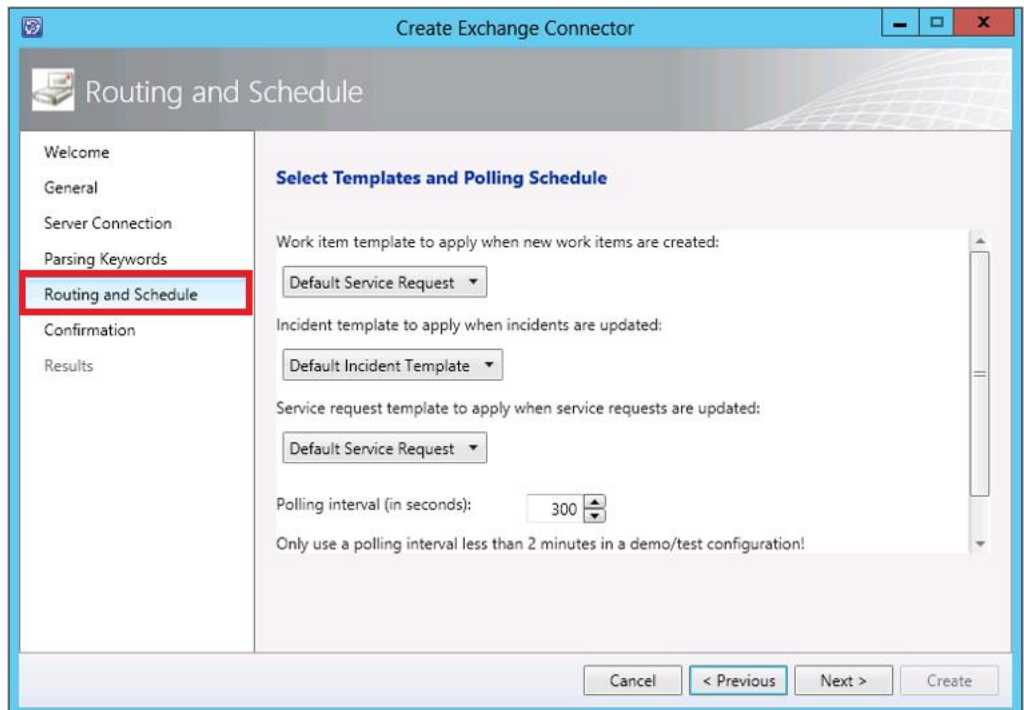 Create Exchange Connector
Routing and Schedule
Welcome
General
Server Connection
Parsing Keywords
Routing and Schedule
Confirmation
Results
Select Templates and Polling Schedule
Work item template to apply when new work items are created:
Default Service Request
Incident template to apply when incidents are updated:
Default Incident Template
Service request template to apply when service requests are updated:
Default Service Request
Polling interval (in seconds): 300
Only use a polling interval less than 2 minutes in a demo/test configuration!
Cancel < Previous Next > Create